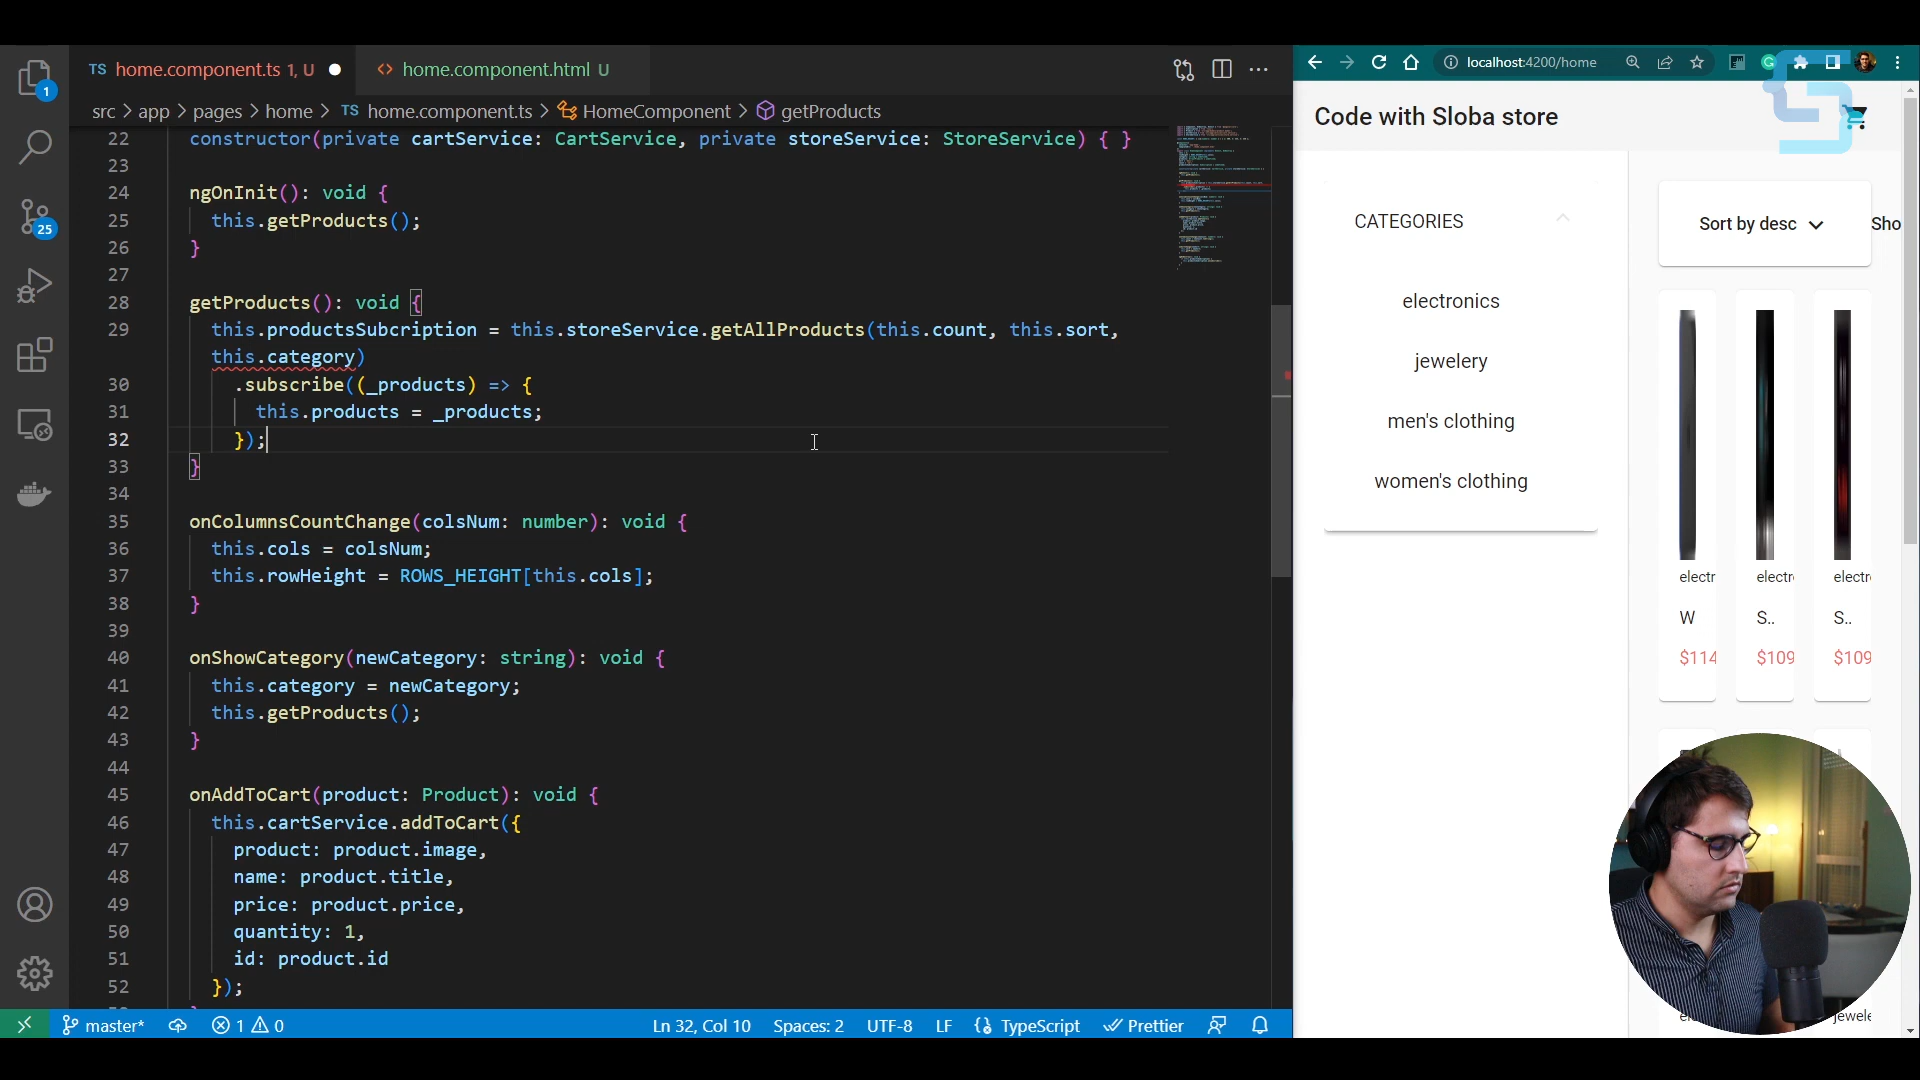 TS home.component.ts 1, U
<> home.component.html U
src > app > pages > home > TS home.component.ts > HomeComponent > getProducts
22 constructor(private cartService: CartService, private storeService: StoreService) { }
23
24 ngOnInit(): void {
25 this.getProducts();
26 }
27
28 getProducts(): void {
29 this.productsSubcription = this.storeService.getAllProducts(this.count, this.sort,
this.category)
30 .subscribe((_products) => {
31 this.products = _products;
32 });
33 }
34
35 onColumnsCountChange(colsNum: number): void {
36 this.cols = colsNum;
37 this.rowHeight = ROWS_HEIGHT[this.cols];
38 }
39
40 onShowCategory(newCategory: string): void {
41 this.category = newCategory;
42 this.getProducts();
43 }
44
45 onAddToCart(product: Product): void {
46 this.cartService.addToCart({
47 product: product.image,
48 name: product.title,
49 price: product.price,
50 quantity: 1,
51 id: product.id
52 });
1
25
master* 1 0
Ln 32, Col 10 Spaces: 2 UTF-8 LF TypeScript Prettier
localhost:4200/home
Code with Sloba store
CATEGORIES
electronics
jewelery
men's clothing
women's clothing
Sort by desc
Sho
electr electr electr
W S.. S..
$114 $109 $109
el jewele